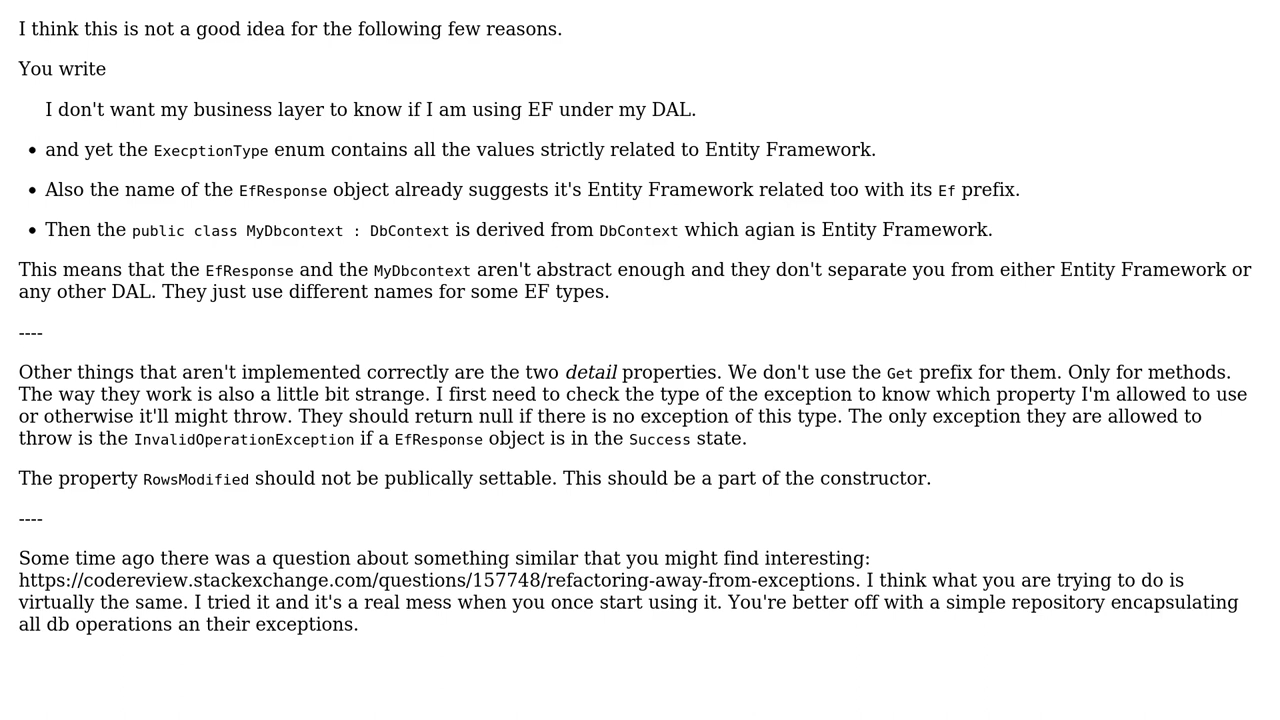 I think this is not a good idea for the following few reasons.
You write
I don't want my business layer to know if I am using EF under my DAL.
• and yet the ExecptionType enum contains all the values strictly related to Entity Framework.
• Also the name of the EfResponse object already suggests it's Entity Framework related too with its Ef prefix.
• Then the public class MyDbcontext : DbContext is derived from DbContext which agian is Entity Framework.
This means that the EfResponse and the MyDbcontext aren't abstract enough and they don't separate you from either Entity Framework or
any other DAL. They just use different names for some EF types.
----
Other things that aren't implemented correctly are the two detail properties. We don't use the Get prefix for them. Only for methods.
The way they work is also a little bit strange. I first need to check the type of the exception to know which property I'm allowed to use
or otherwise it'll might throw. They should return null if there is no exception of this type. The only exception they are allowed to
throw is the InvalidOperationException if a EfResponse object is in the Success state.
The property RowsModified should not be publically settable. This should be a part of the constructor.
----
Some time ago there was a question about something similar that you might find interesting:
https://codereview.stackexchange.com/questions/157748/refactoring-away-from-exceptions. I think what you are trying to do is
virtually the same. I tried it and it's a real mess when you once start using it. You're better off with a simple repository encapsulating
all db operations an their exceptions.